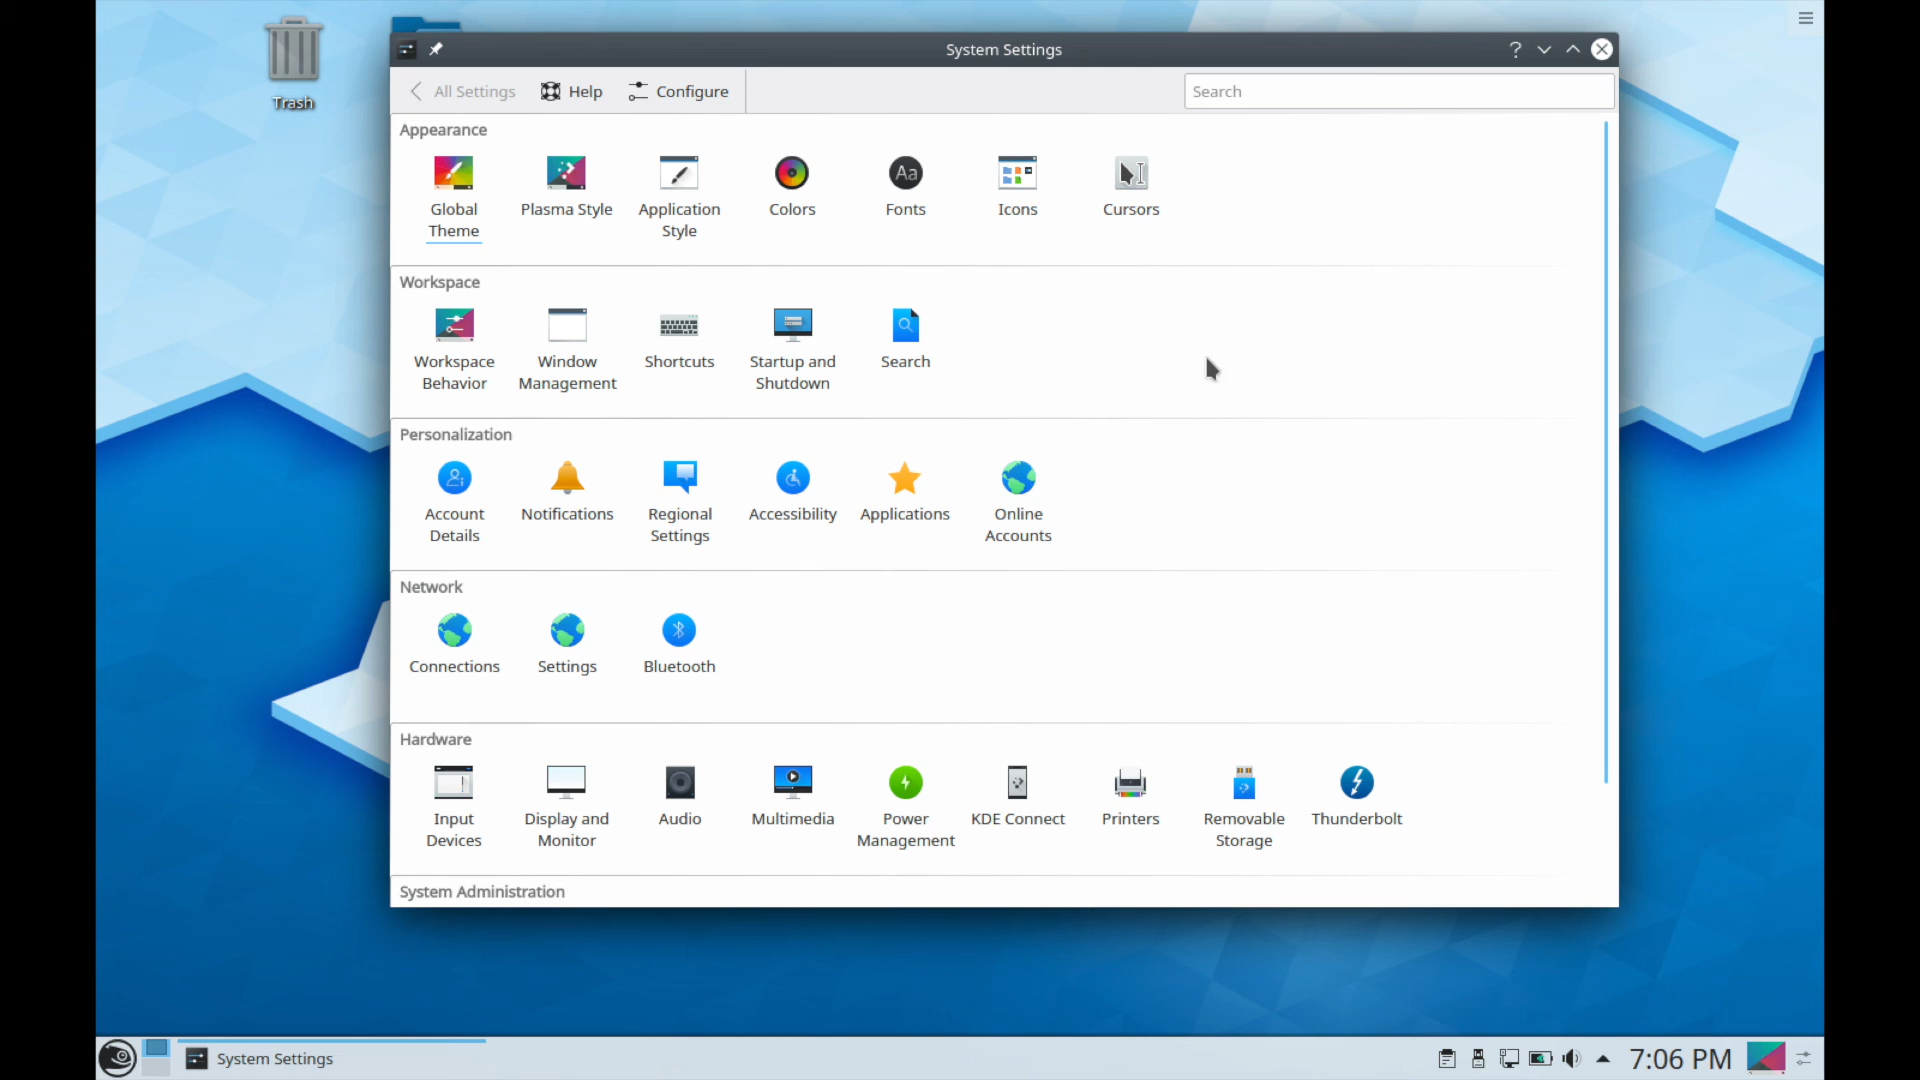 Trash
System Settings
All Settings
Help
Configure
Search
Appearance
Global
Theme
Plasma Style
Application
Style
Colors
Aa
Fonts
Icons
Cursors
Workspace
Workspace
Behavior
Window
Management
Shortcuts
Startup and
Shutdown
Search
Personalization
Account
Details
Notifications
Regional
Settings
Accessibility
Applications
Online
Accounts
Network
Connections
Settings
Bluetooth
Hardware
Input
Devices
Display and
Monitor
Audio
Multimedia
Power
Management
KDE Connect
Printers
Removable
Storage
Thunderbolt
System Administration
System Settings
7:06 PM